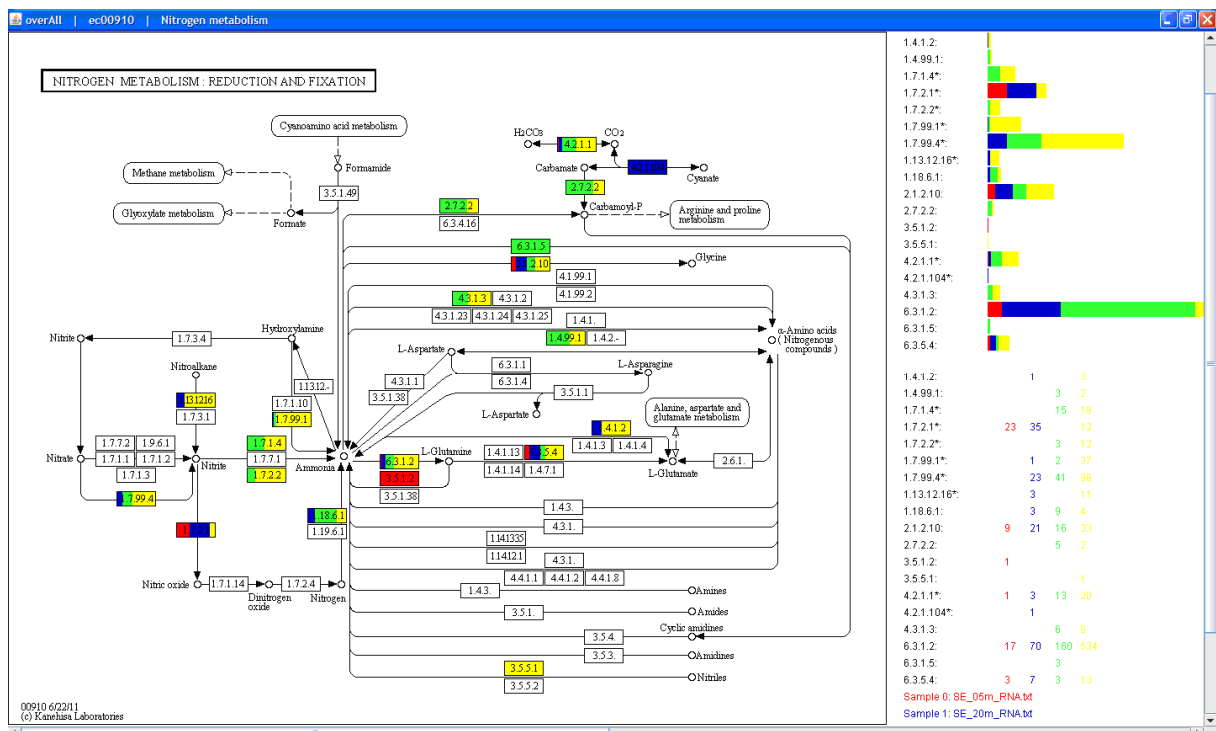 overAll | ec00910 | Nitrogen metabolism
NITROGEN METABOLISM : REDUCTION AND FIXATION
Cyanoamino acid metabolism
H2CO3
4.2.1.1
CO2
Formamide
Carbamate
Cyanate
Methane metabolism
3.5.1.49
2.7.2.2
Glyoxylate metabolism
Formate
2.7.2.2
6.3.4.16
Carbamoyl-P
Arginine and proline
metabolism
6.3.1.5
2.10
Glycine
4.1.99.1
4.1.99.2
4.3.1.3
4.3.1.2
4.3.1.23
4.3.1.24
4.3.1.25
1.4.1.
1.4.99.1
1.4.2.-
α-Amino acids
( Nitrogenous
compounds )
Nitrite
1.7.3.4
Hydroxylamine
L-Aspartate
6.3.1.1
6.3.1.4
L-Asparagine
Nitroalkane
1.13.12.-
4.3.1.1
3.5.1.38
3.5.1.1
L-Aspartate
13.12.16
1.7.3.1
1.7.1.10
1.7.99.1
Alanine, aspartate and
glutamate metabolism
1.4.1.2
1.7.7.2
1.9.6.1
1.7.1.1
1.7.1.2
1.7.1.3
1.7.1.4
1.7.7.1
1.7.2.2
Nitrate
Nitrite
Ammonia
6.3.1.2
3.5.1.2
3.5.1.38
L-Glutamine
1.4.1.13
5.4
1.4.1.14
1.4.7.1
1.4.1.3
1.4.1.4
L-Glutamate
2.6.1.
1.7.99.4
1.18.6.1
1.19.6.1
1.4.3.
4.3.1.
1.14.13.35
1.14.12.1
4.3.1.
4.4.1.1
4.4.1.2
4.4.1.8
Nitric oxide
1.7.1.14
Dinitrogen
oxide
1.7.2.4
Nitrogen
1.4.3.
Amines
3.5.1.
Amides
3.5.4.
Cyclic amidines
3.5.3.
Amidines
3.5.5.1
3.5.5.2
Nitriles
00910 6/22/11
(c) Kanehisa Laboratories
1.4.1.2:
1.4.99.1:
1.7.1.4*:
1.7.2.1*:
1.7.2.2*:
1.7.99.1*:
1.7.99.4*:
1.13.12.16*:
1.18.6.1:
2.1.2.10:
2.7.2.2:
3.5.1.2:
3.5.5.1:
4.2.1.1*:
4.2.1.104*:
4.3.1.3:
6.3.1.2:
6.3.1.5:
6.3.5.4:
1.4.1.2: 1 3
1.4.99.1: 3 2
1.7.1.4*: 15 18
1.7.2.1*: 23 35 12
1.7.2.2*: 3 12
1.7.99.1*: 1 2 37
1.7.99.4*: 23 41 98
1.13.12.16*: 3 11
1.18.6.1: 3 9 4
2.1.2.10: 9 21 16 33
2.7.2.2: 5 2
3.5.1.2: 1
3.5.5.1: 1
4.2.1.1*: 1 3 13 20
4.2.1.104*: 1
4.3.1.3: 6 9
6.3.1.2: 17 70 160
6.3.1.5: 3
6.3.5.4: 3 7 3 13
Sample 0: SE_05m_RNA.txt
Sample 1: SE_20m_RNA.txt